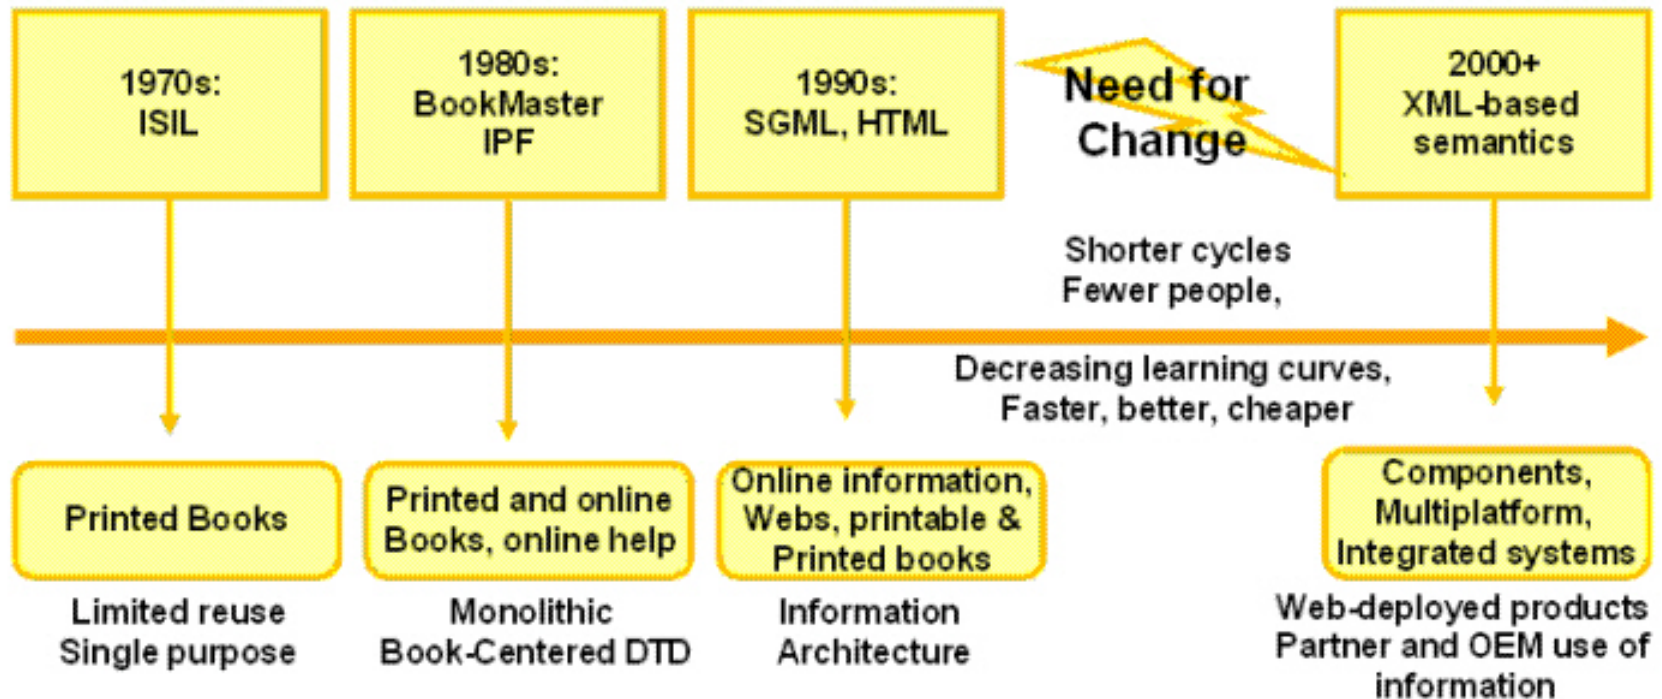 1970s:
ISIL
1980s:
BookMaster
IPF
1990s:
SGML, HTML
Need for
Change
2000+
XML-based
semantics
Shorter cycles
Fewer people,
Decreasing learning curves,
Faster, better, cheaper
Printed Books
Printed and online
Books, online help
Online information,
Webs, printable &
Printed books
Components,
Multiplatform,
Integrated systems
Limited reuse
Single purpose
Monolithic
Book-Centered DTD
Information
Architecture
Web-deployed products
Partner and OEM use of
information